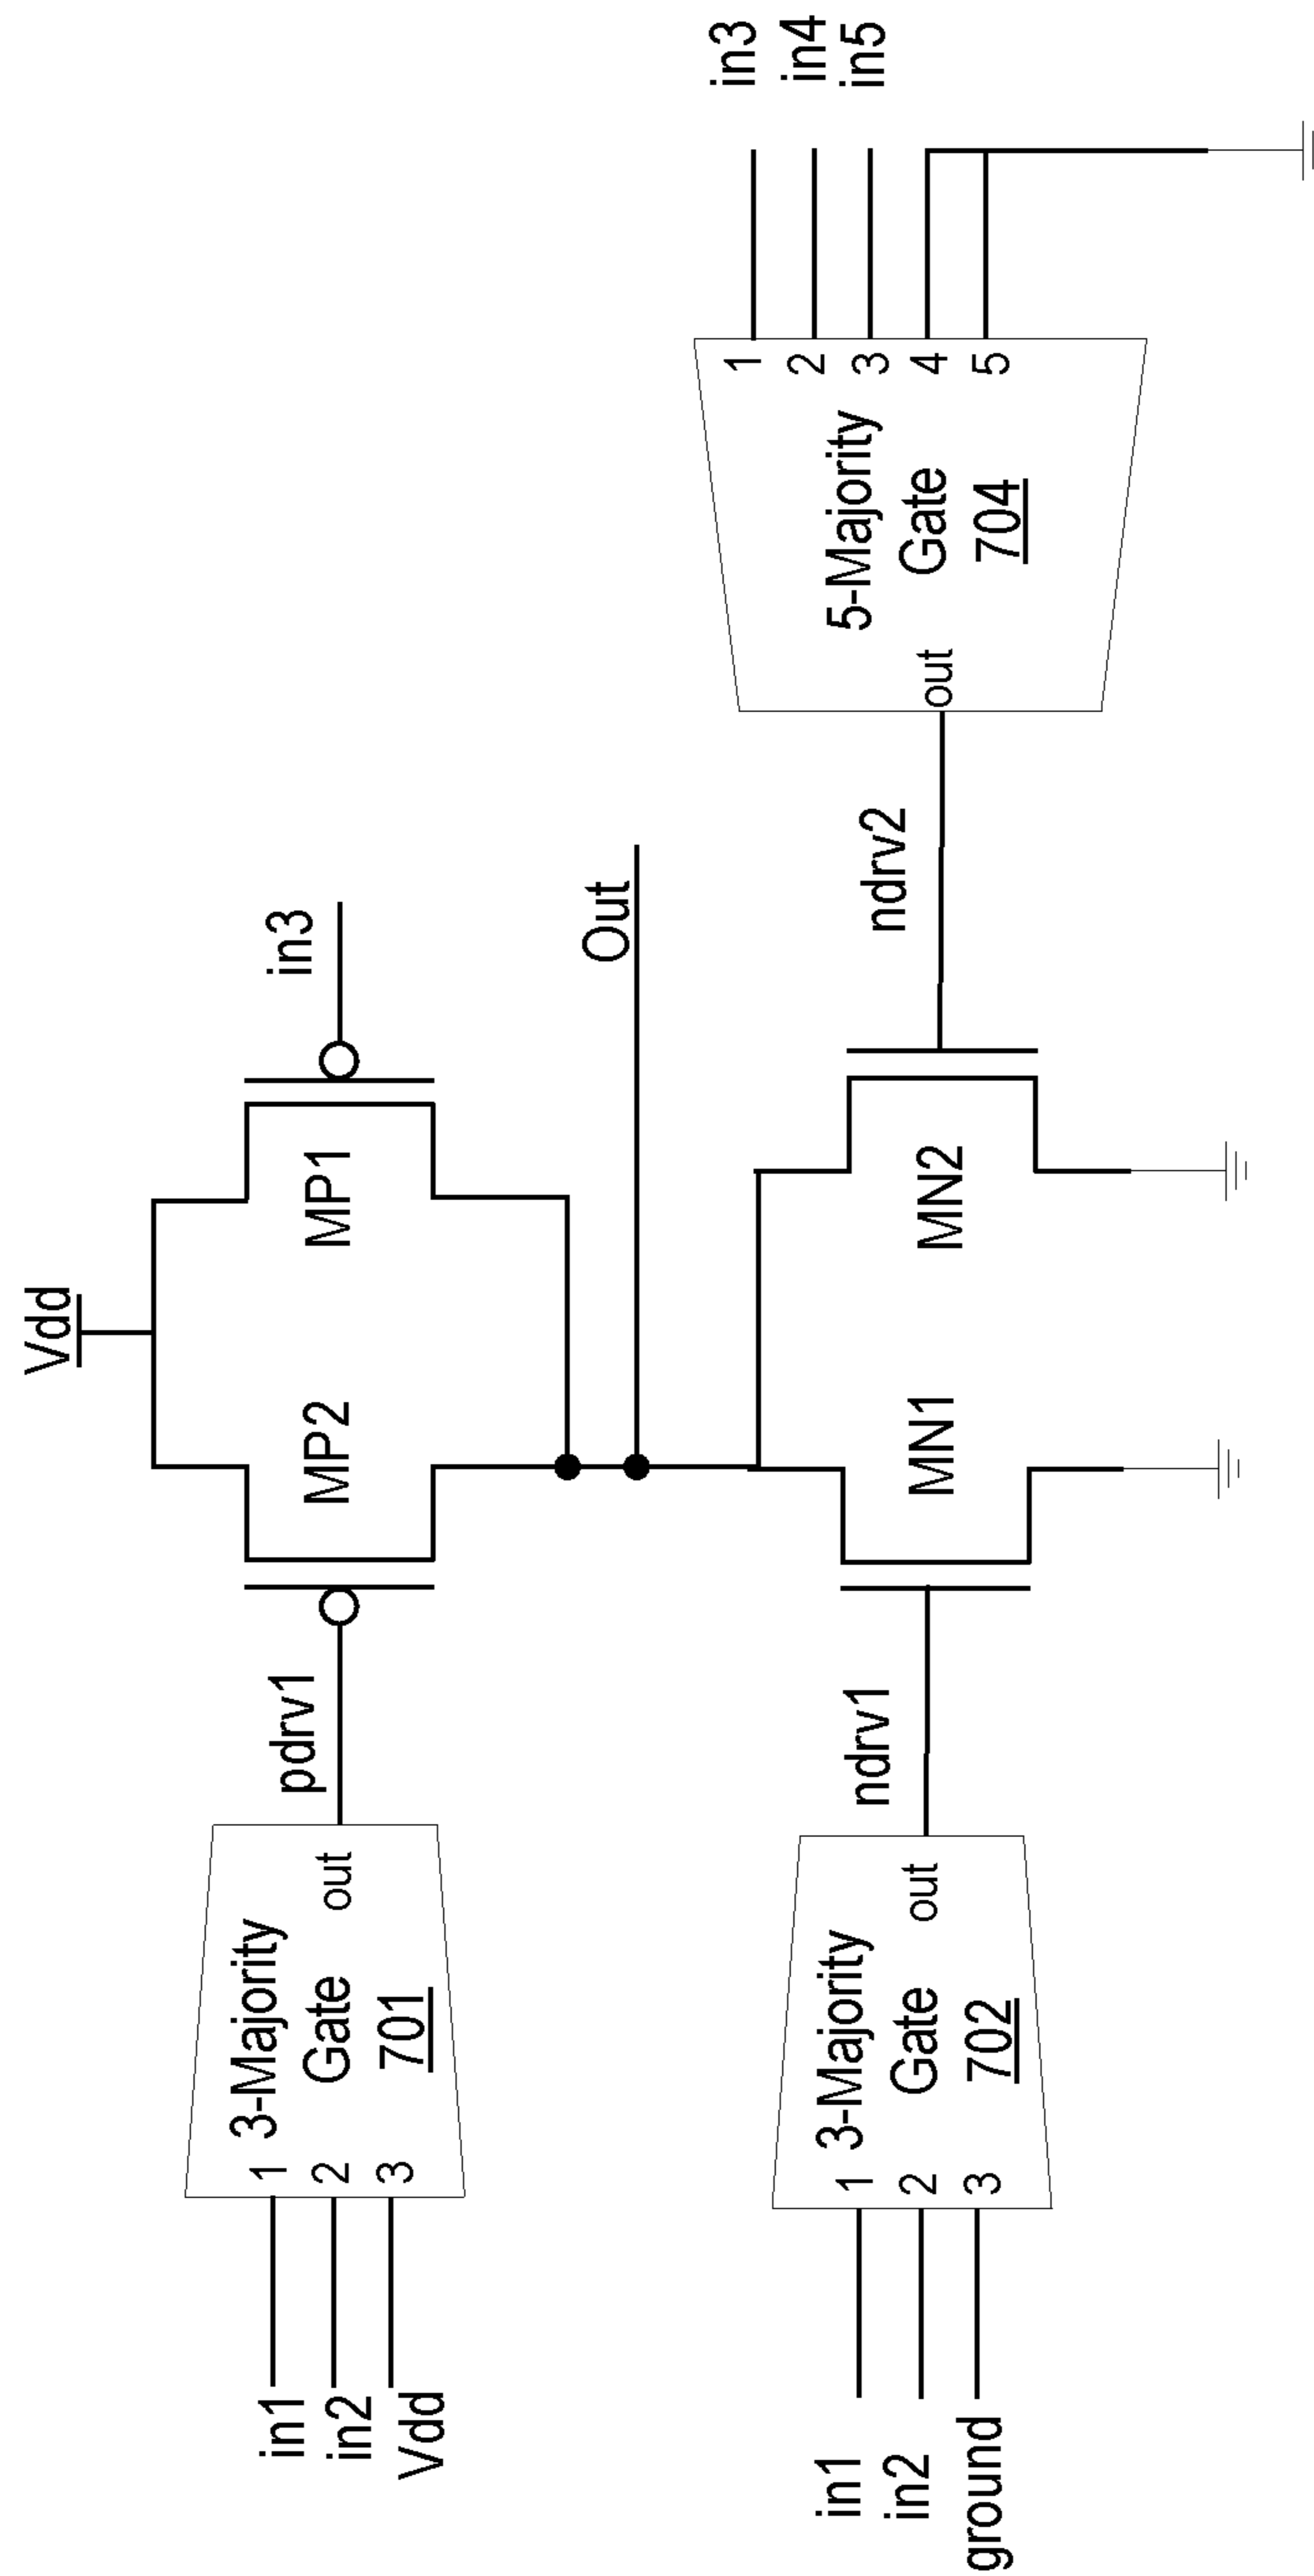 Vdd
in1
in2
Vdd
1
2
3
3-Majority
Gate
701
out
pdrv1
MP2
MP1
in3
Out
in1
in2
ground
1
2
3
3-Majority
Gate
702
out
ndrv1
MN1
MN2
ndrv2
out
5-Majority
Gate
704
1
2
3
4
5
in3
in4
in5